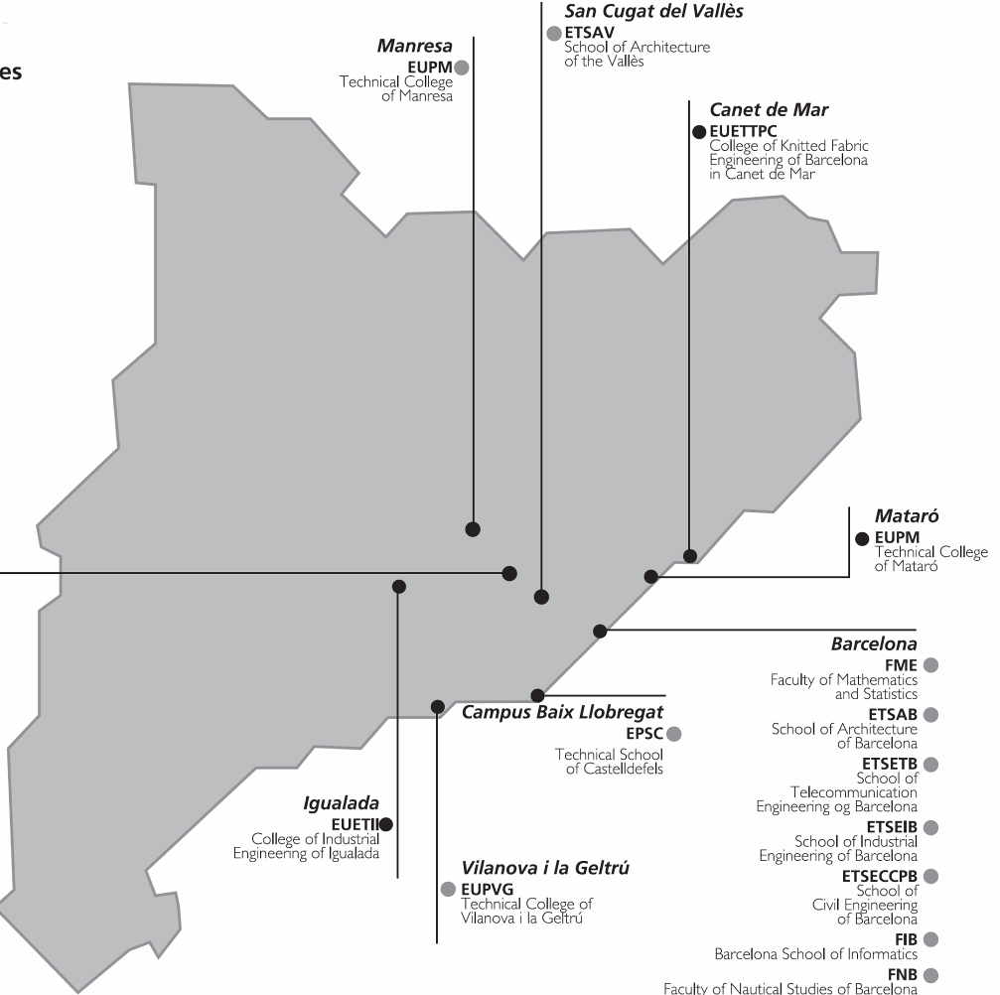 es
San Cugat del Vallès
ETSAV
School of Architecture
of the Vallès
Manresa
EUPM
Technical College
of Manresa
Canet de Mar
EUETTPC
College of Knitted Fabric
Engineering of Barcelona
in Canet de Mar
Mataró
EUPM
Technical College
of Mataró
Barcelona
FME
Faculty of Mathematics
and Statistics
ETSAB
School of Architecture
of Barcelona
ETSETB
School of
Telecommunication
Engineering og Barcelona
ETSEIB
School of Industrial
Engineering of Barcelona
ETSECCPB
School of
Civil Engineering
of Barcelona
FIB
Barcelona School of Informatics
FNB
Faculty of Nautical Studies of Barcelona
Campus Baix Llobregat
EPSC
Technical School
of Castelldefels
Igualada
EUETII
College of Industrial
Engineering of Igualada
Vilanova i la Geltrú
EUPVG
Technical College of
Vilanova i la Geltrú